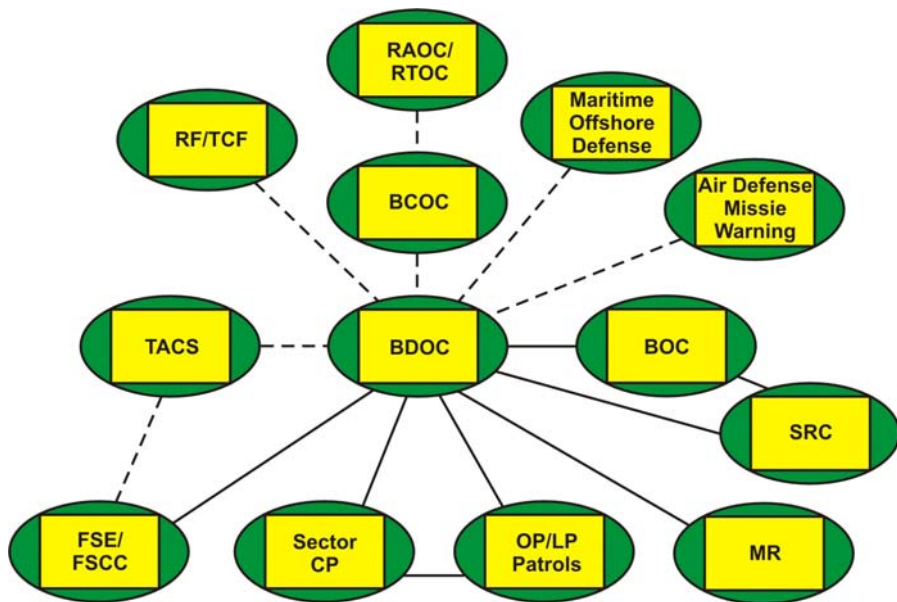 RAOC/
RTOC
Maritime
Offshore
Defense
RF/TCF
Air Defense
Missie
Warning
BCOC
TACS
BDOC
BOC
SRC
FSE/
FSCC
Sector
CP
OP/LP
Patrols
MR